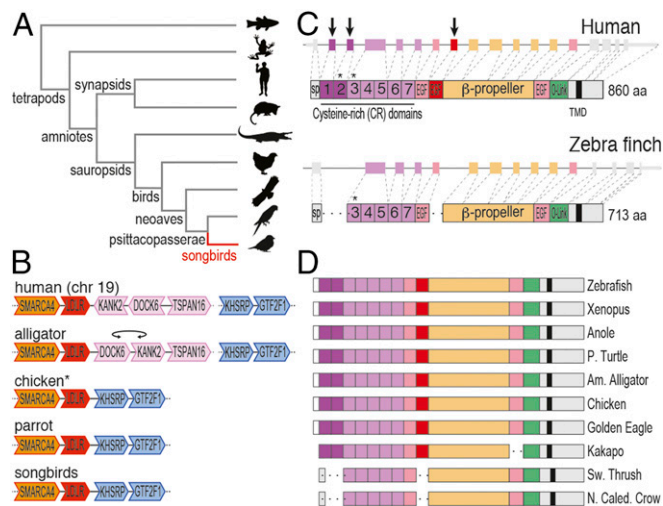 A
synapsids
tetrapods
amniotes
sauropsids
birds
neoaves
psittacopasserae
songbirds
B
human (chr 19)
SMARCA4 LDLR KANK2 DOCK6 TSPAN16 KHSRP GTF2F1
alligator
SMARCA4 LDLR DOCK6 KANK2 TSPAN16 KHSRP GTF2F1
chicken*
SMARCA4 LDLR KHSRP GTF2F1
parrot
SMARCA4 LDLR KHSRP GTF2F1
songbirds
SMARCA4 LDLR KHSRP GTF2F1
C
Human
* *
sp 1 2 3 4 5 6 7 EGF β-propeller EGF O-Link 860 aa
Cysteine-rich (CR) domains TMD
Zebra finch
*
sp 3 4 5 6 7 EGF β-propeller EGF O-Link 713 aa
D
Zebrafish
Xenopus
Anole
P. Turtle
Am. Alligator
Chicken
Golden Eagle
Kakapo
Sw. Thrush
N. Caled. Crow